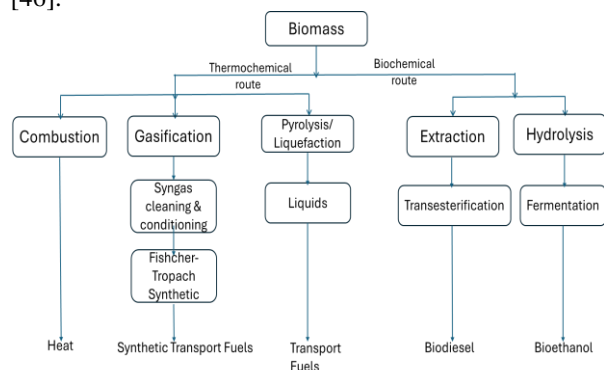 [46].
Biomass
Thermochemical
route
Biochemical
route
Combustion
Gasification
Pyrolysis/
Liquefaction
Extraction
Hydrolysis
Syngas
cleaning &
conditioning
Liquids
Transesterification
Fermentation
Fishcher-
Tropach
Synthetic
Heat
Synthetic Transport Fuels
Transport
Fuels
Biodiesel
Bioethanol